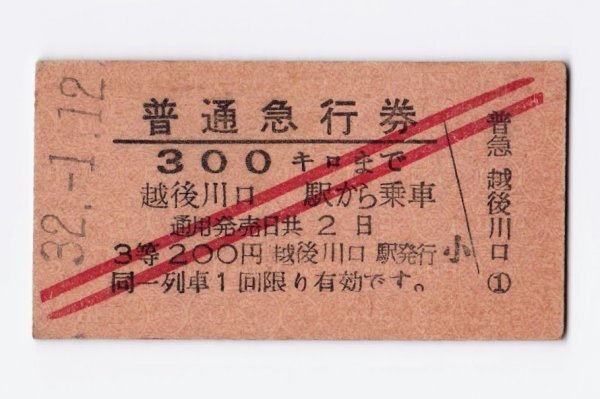 32.-1.12
普通急行券
300キロまで
越後川口 駅から乗車
通用発売日共2日
3等200円 越後川口 駅発行
同一列車1回限り有効です。
小
普急 越後川口 ①